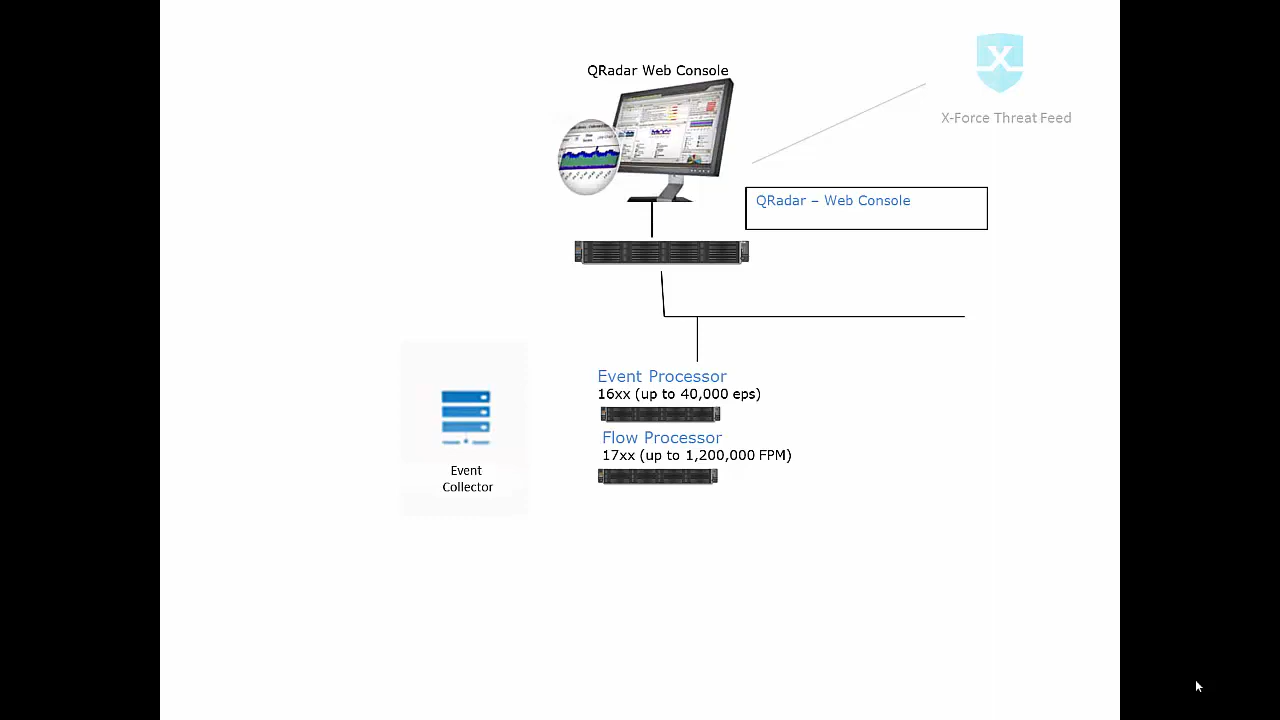 QRadar Web Console
X
X-Force Threat Feed
QRadar – Web Console
Event Processor
16xx (up to 40,000 eps)
Flow Processor
17xx (up to 1,200,000 FPM)
Event
Collector